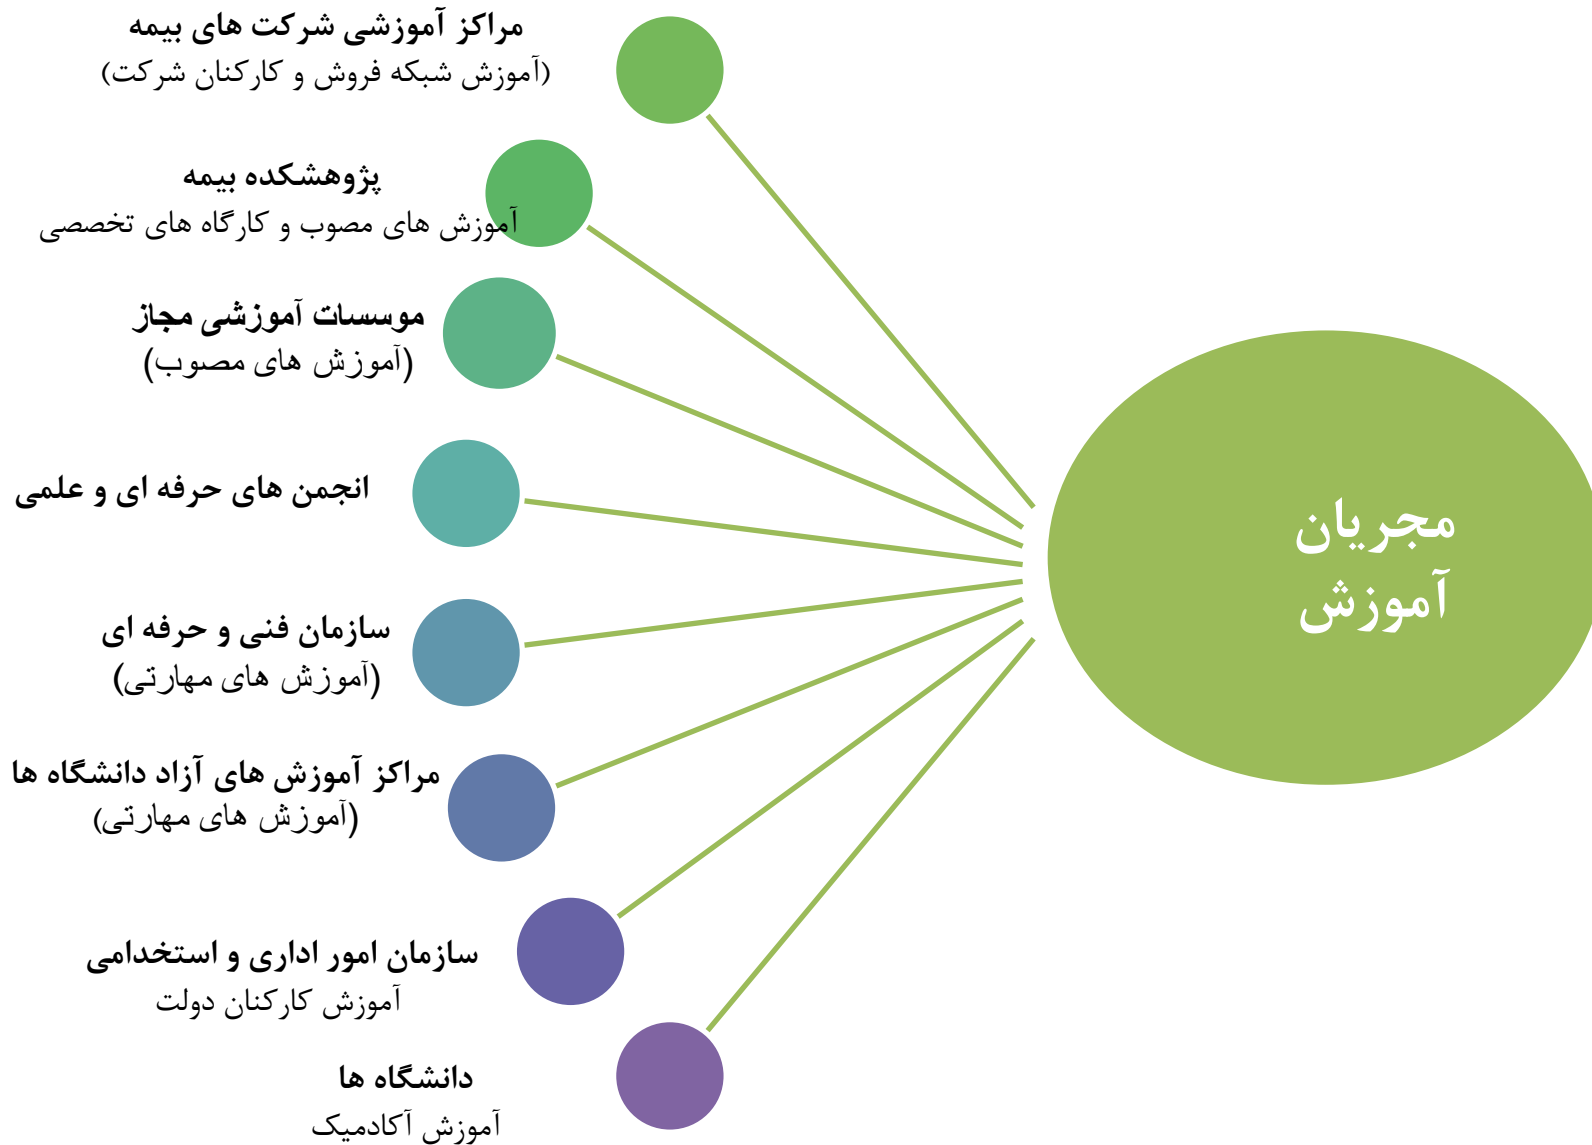 مراکز آموزشی شرکت های بیمه
(آموزش شبکه فروش و کارکنان شرکت)
پژوهشکده بیمه
آموزش های مصوب و کارگاه های تخصصی
موسسات آموزشی مجاز
(آموزش های مصوب)
انجمن های حرفه ای و علمی
سازمان فنی و حرفه ای
(آموزش های مهارتی)
مراکز آموزش های آزاد دانشگاه ها
(آموزش های مهارتی)
سازمان امور اداری و استخدامی
آموزش کارکنان دولت
دانشگاه ها
آموزش آکادمیک
مجریان
آموزش